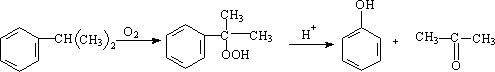 CH(CH₃)₂ O₂ CH₃ C CH₃ OOH H⁺ OH + CH₃ CH₃ C O